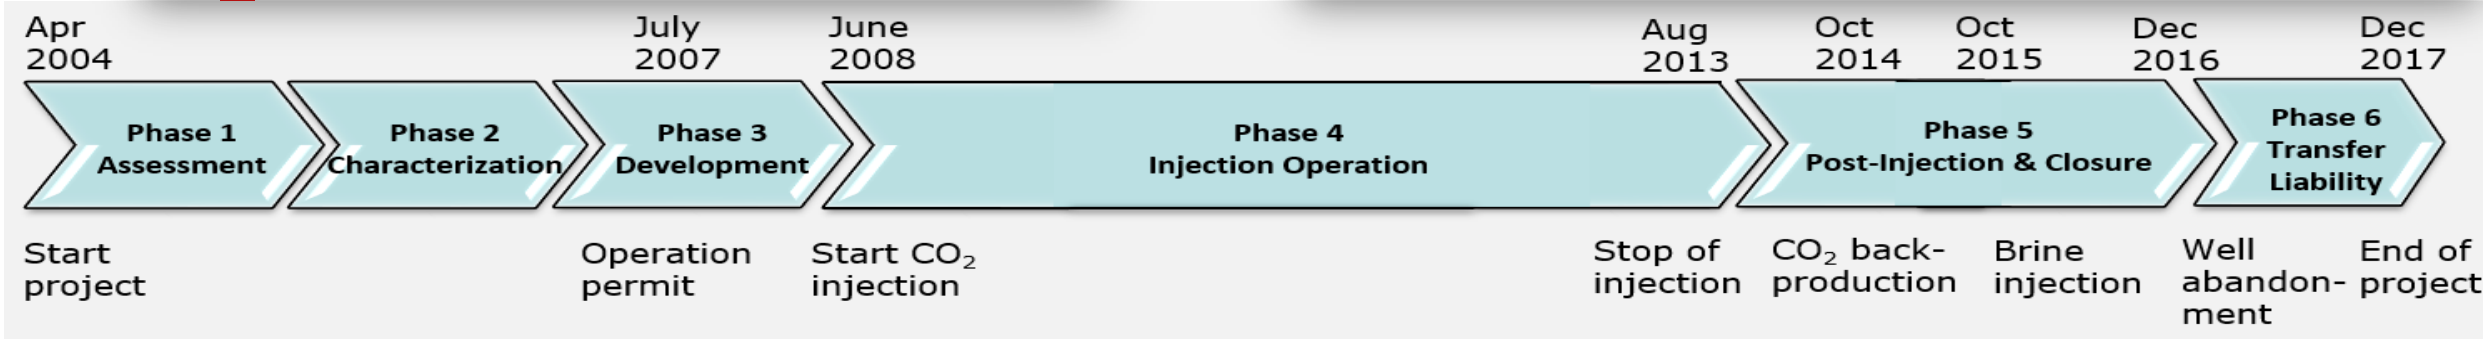 Apr
2004
July
2007
June
2008
Aug
2013
Oct
2014
Oct
2015
Dec
2016
Dec
2017
Phase 1
Assessment
Phase 2
Characterization
Phase 3
Development
Phase 4
Injection Operation
Phase 5
Post-Injection & Closure
Phase 6
Transfer
Liability
Start
project
Operation
permit
Start CO₂
injection
Stop of
injection
CO₂ back-
production
Brine
injection
Well
abandon-
ment
End of
project